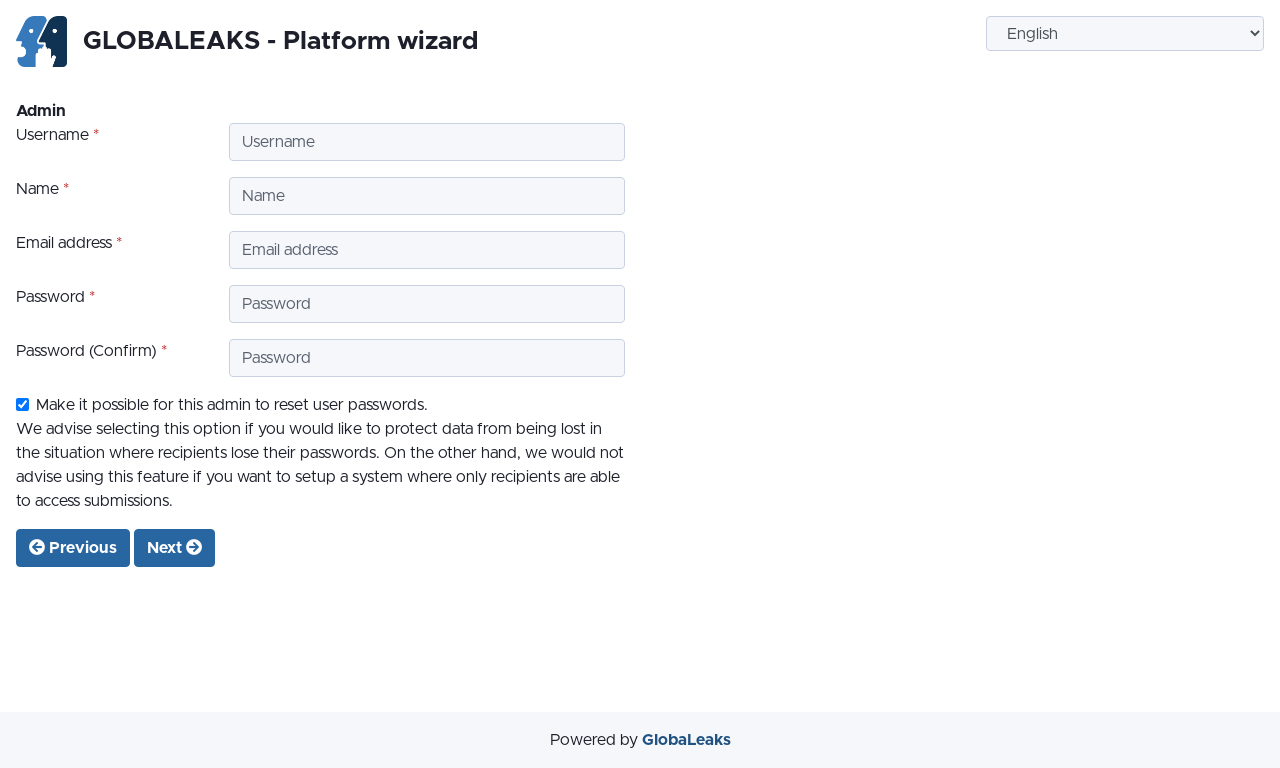 GLOBALEAKS - Platform wizard
English
Admin
Username *
Username
Name *
Name
Email address *
Email address
Password *
Password
Password (Confirm) *
Password
Make it possible for this admin to reset user passwords.
We advise selecting this option if you would like to protect data from being lost in
the situation where recipients lose their passwords. On the other hand, we would not
advise using this feature if you want to setup a system where only recipients are able
to access submissions.
Previous
Next
Powered by GlobaLeaks